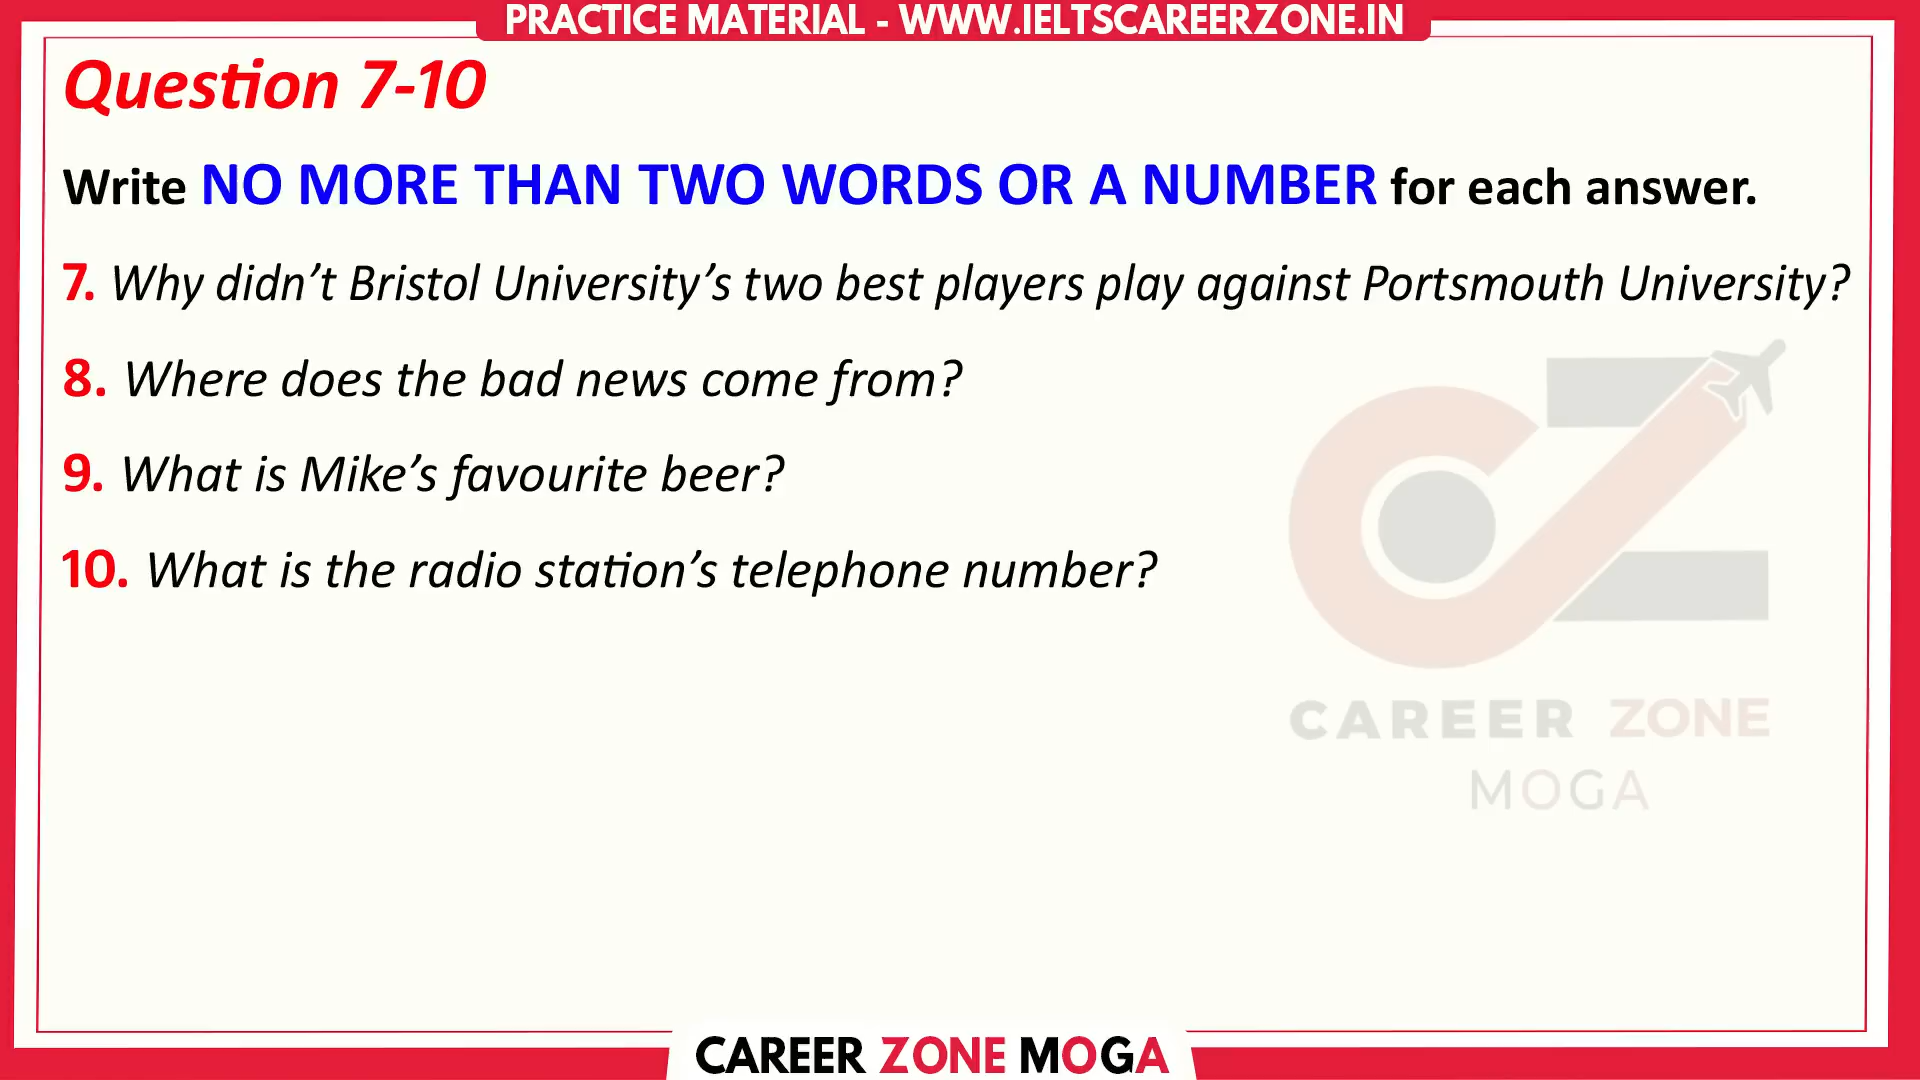 PRACTICE MATERIAL - WWW.IELTSCAREERZONE.IN
Question 7-10
Write NO MORE THAN TWO WORDS OR A NUMBER for each answer.
7. Why didn’t Bristol University’s two best players play against Portsmouth University?
8. Where does the bad news come from?
9. What is Mike’s favourite beer?
10. What is the radio station’s telephone number?
CAREER ZONE
MOGA
CAREER ZONE MOGA